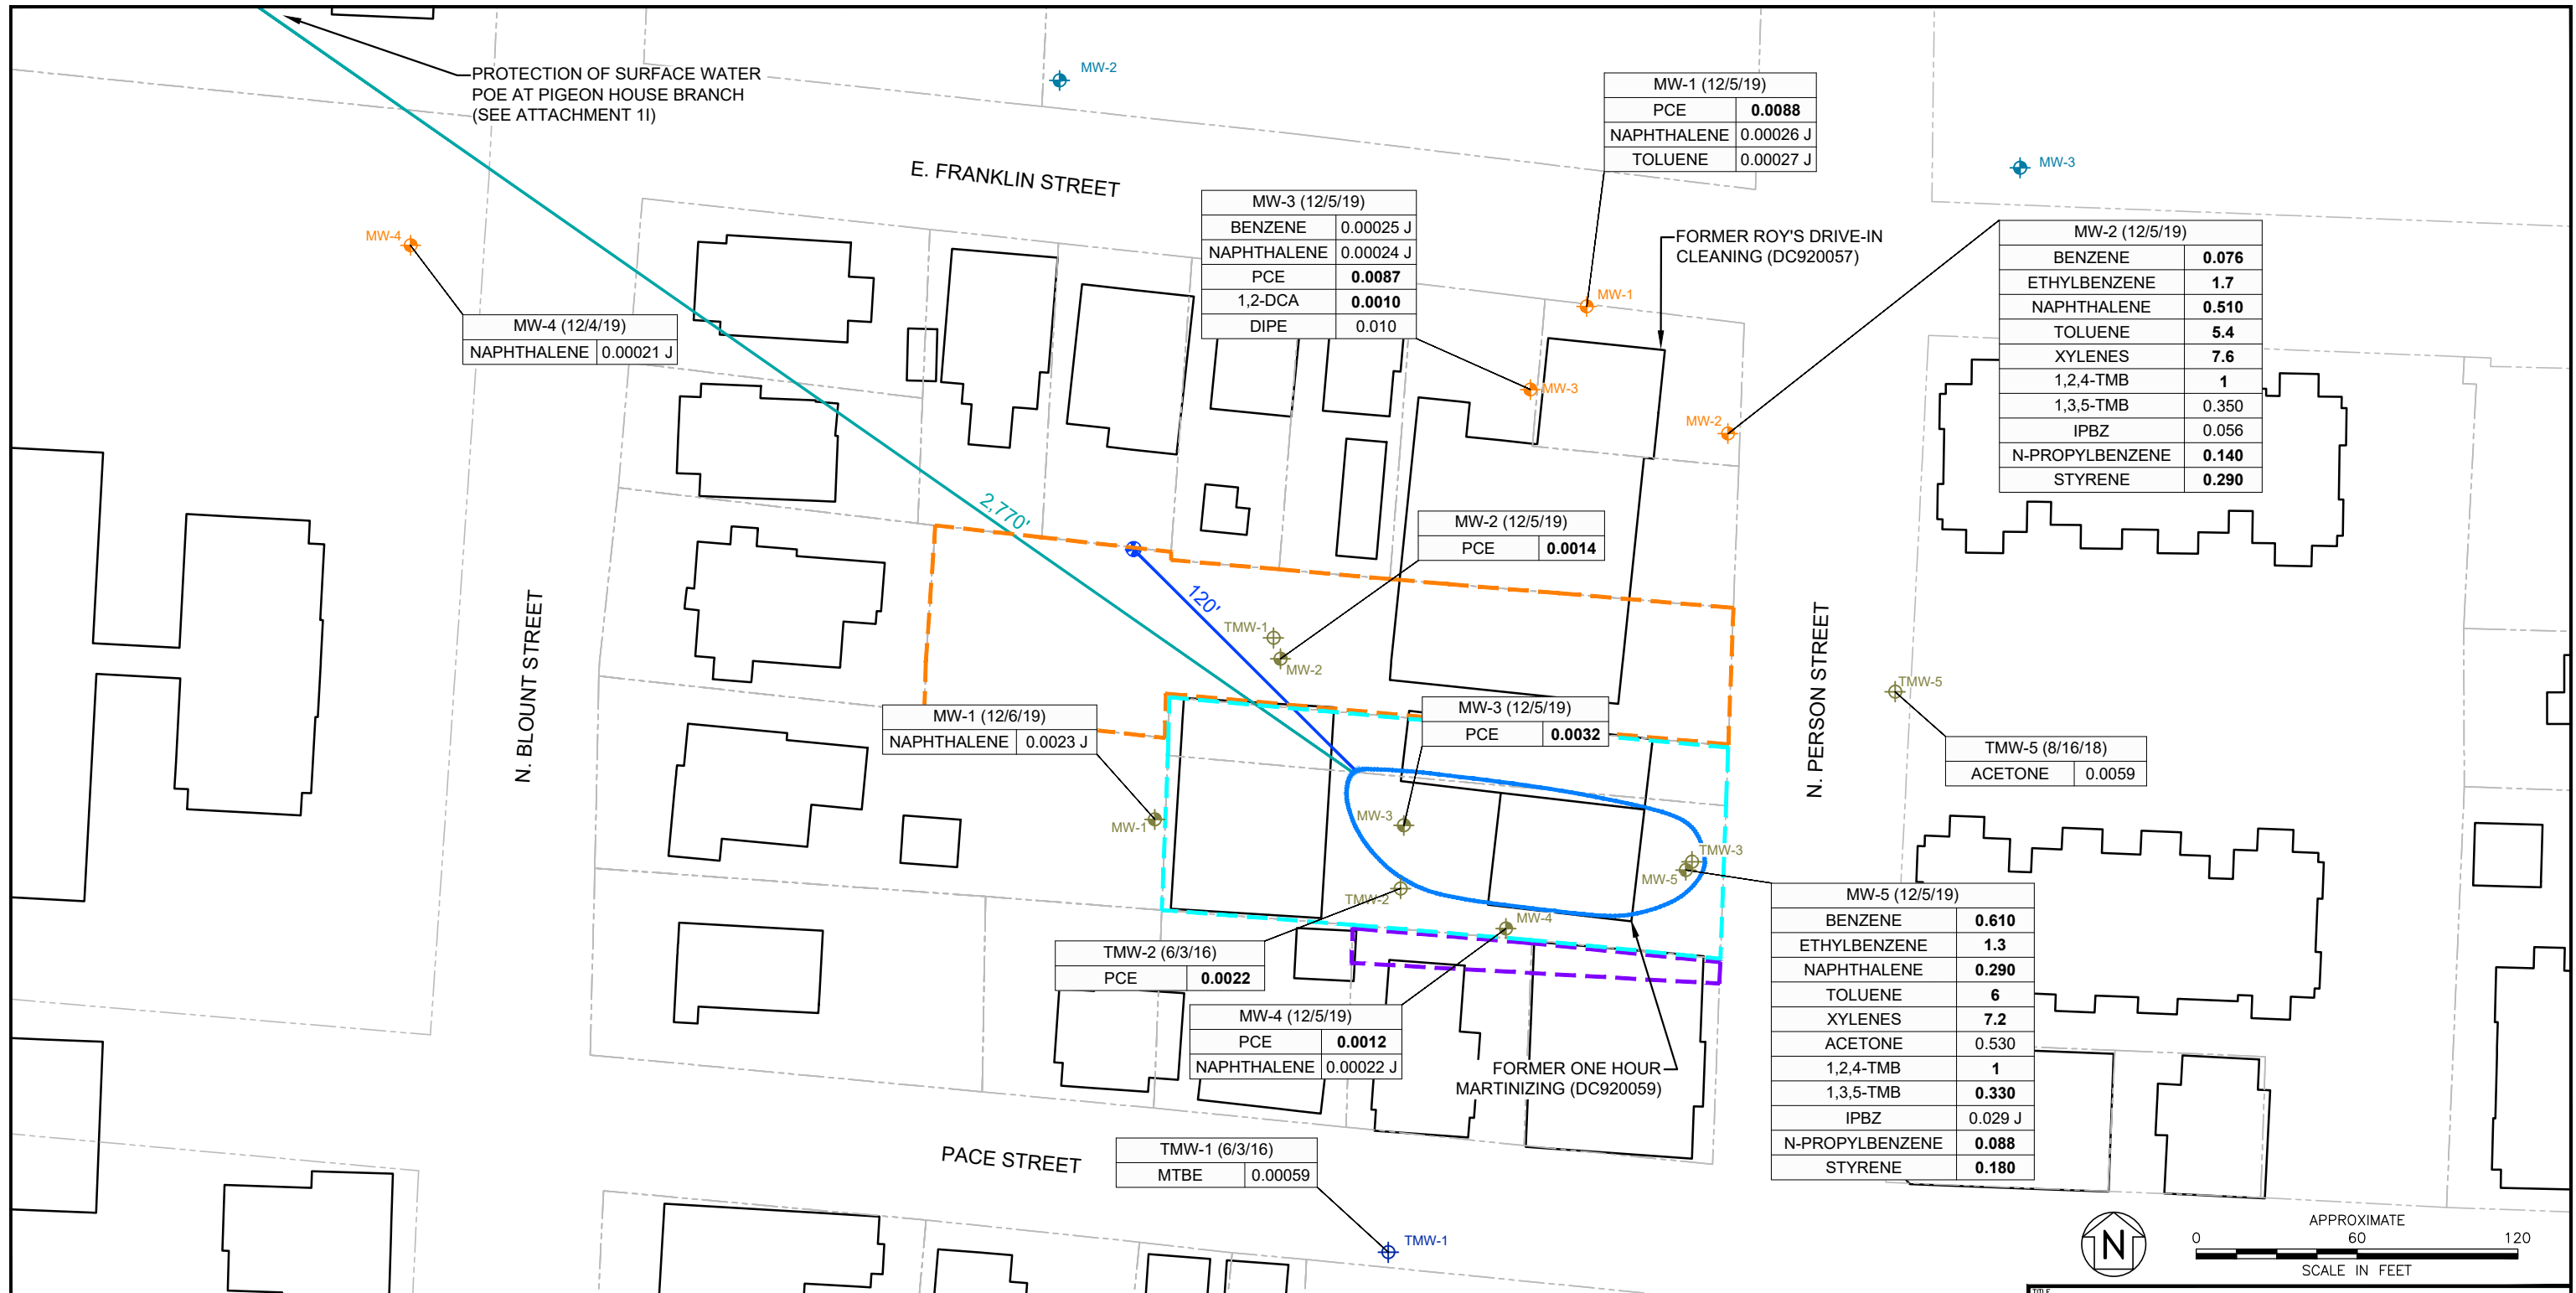 PROTECTION OF SURFACE WATER
POE AT PIGEON HOUSE BRANCH
(SEE ATTACHMENT 1I)
MW-2
MW-1 (12/5/19)
PCE 0.0088
NAPHTHALENE 0.00026 J
TOLUENE 0.00027 J
MW-3
E. FRANKLIN STREET
MW-3 (12/5/19)
BENZENE 0.00025 J
NAPHTHALENE 0.00024 J
PCE 0.0087
1,2-DCA 0.0010
DIPE 0.010
FORMER ROY'S DRIVE-IN
CLEANING (DC920057)
MW-2 (12/5/19)
BENZENE 0.076
ETHYLBENZENE 1.7
NAPHTHALENE 0.510
TOLUENE 5.4
XYLENES 7.6
1,2,4-TMB 1
1,3,5-TMB 0.350
IPBZ 0.056
N-PROPYLBENZENE 0.140
STYRENE 0.290
MW-4
MW-1
MW-4 (12/4/19)
NAPHTHALENE 0.00021 J
MW-3
MW-2
2,770'
MW-2 (12/5/19)
PCE 0.0014
120'
TMW-1
MW-2
N. BLOUNT STREET
N. PERSON STREET
TMW-5
MW-1 (12/6/19)
NAPHTHALENE 0.0023 J
MW-3 (12/5/19)
PCE 0.0032
TMW-5 (8/16/18)
ACETONE 0.0059
MW-1
MW-3
TMW-3
MW-5
TMW-2
MW-4
MW-5 (12/5/19)
BENZENE 0.610
ETHYLBENZENE 1.3
NAPHTHALENE 0.290
TOLUENE 6
XYLENES 7.2
ACETONE 0.530
1,2,4-TMB 1
1,3,5-TMB 0.330
IPBZ 0.029 J
N-PROPYLBENZENE 0.088
STYRENE 0.180
TMW-2 (6/3/16)
PCE 0.0022
MW-4 (12/5/19)
PCE 0.0012
NAPHTHALENE 0.00022 J
FORMER ONE HOUR
MARTINIZING (DC920059)
PACE STREET
TMW-1 (6/3/16)
MTBE 0.00059
TMW-1
N
APPROXIMATE
0 60 120
SCALE IN FEET
TITLE